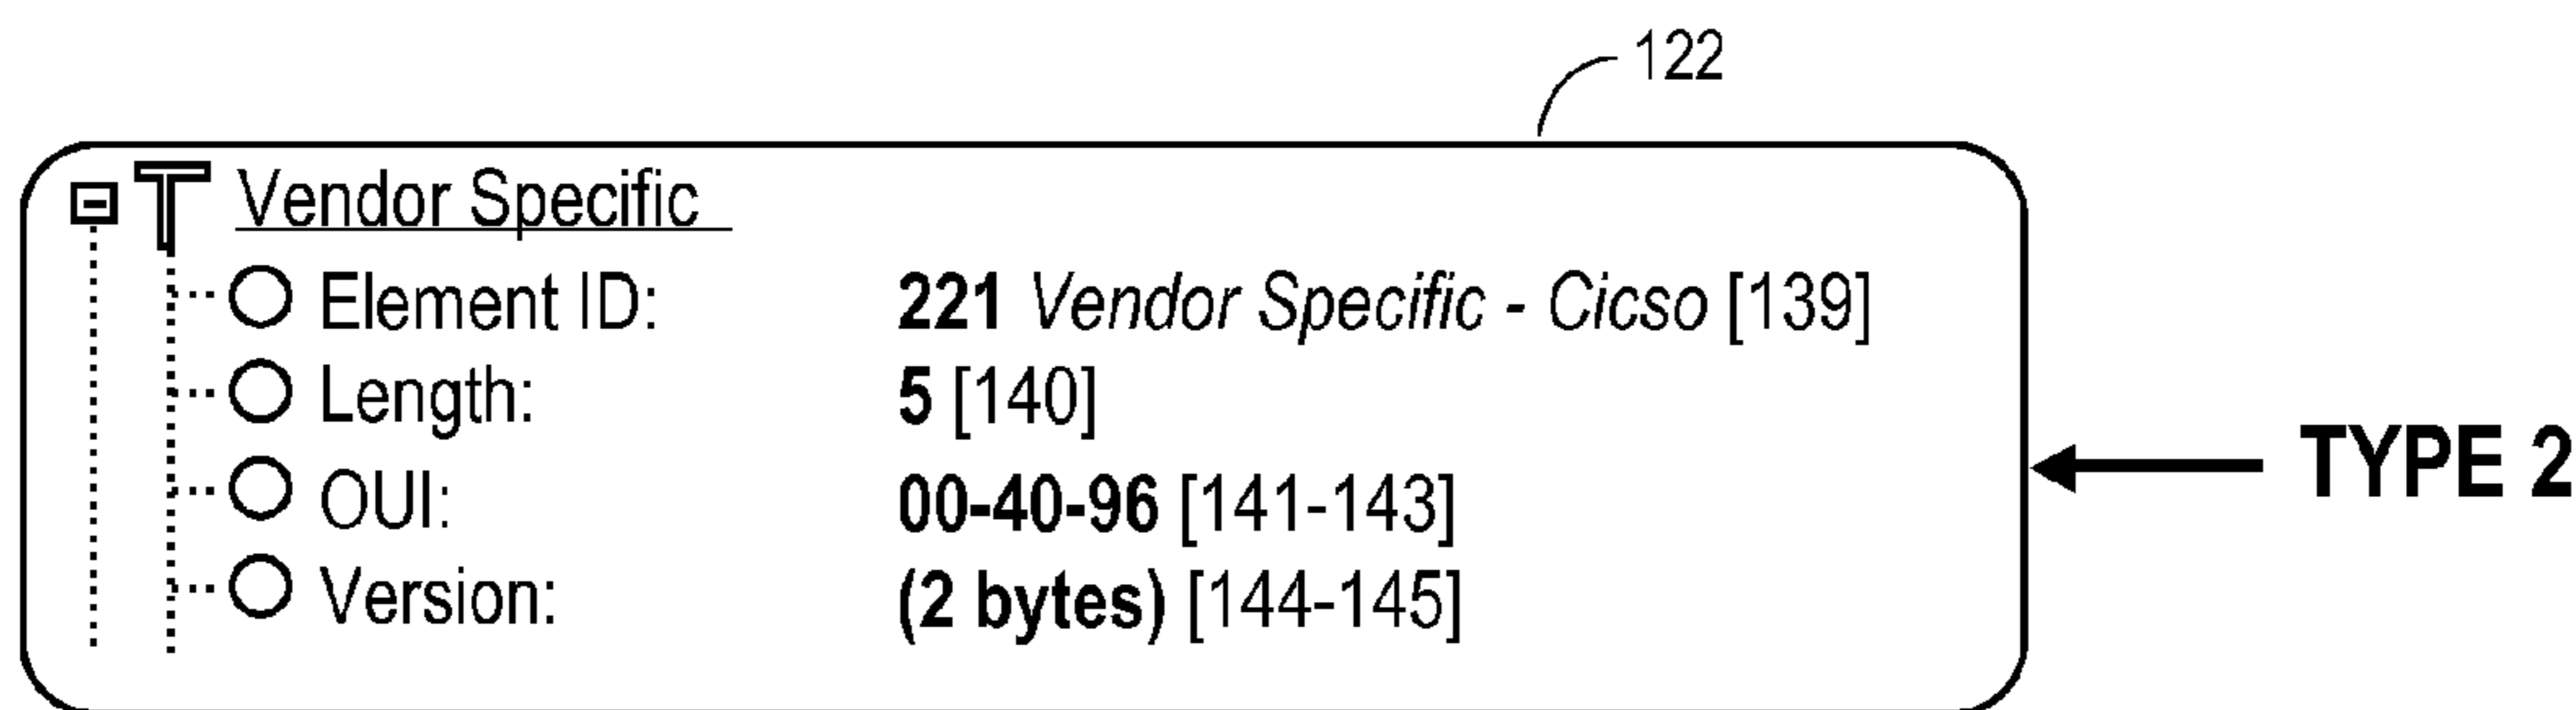 122
Vendor Specific
Element ID: 221 Vendor Specific - Cicso [139]
Length: 5 [140]
OUI: 00-40-96 [141-143]
Version: (2 bytes) [144-145]
TYPE 2